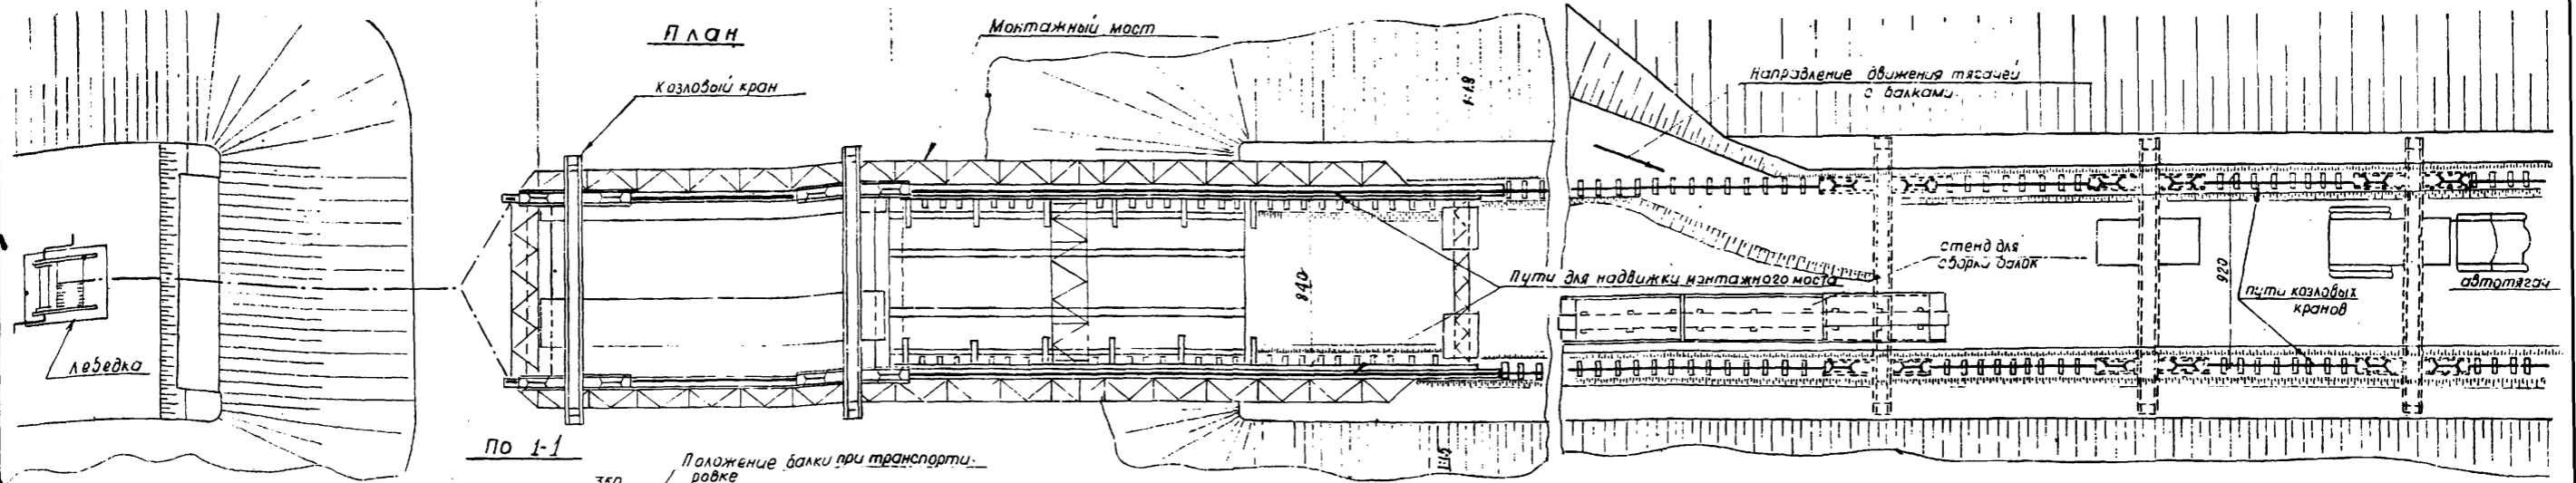 План
Монтажный мост
Козловый кран
Направление движения тягачей
с балками
1:1.8
стенд для
сборки балок
840
Пути для надвижки монтажного моста
920
пути козловых
кранов
автотягач
лебедка
1:1.5
По 1-1
Положение балки при транспорти-
ровке
350